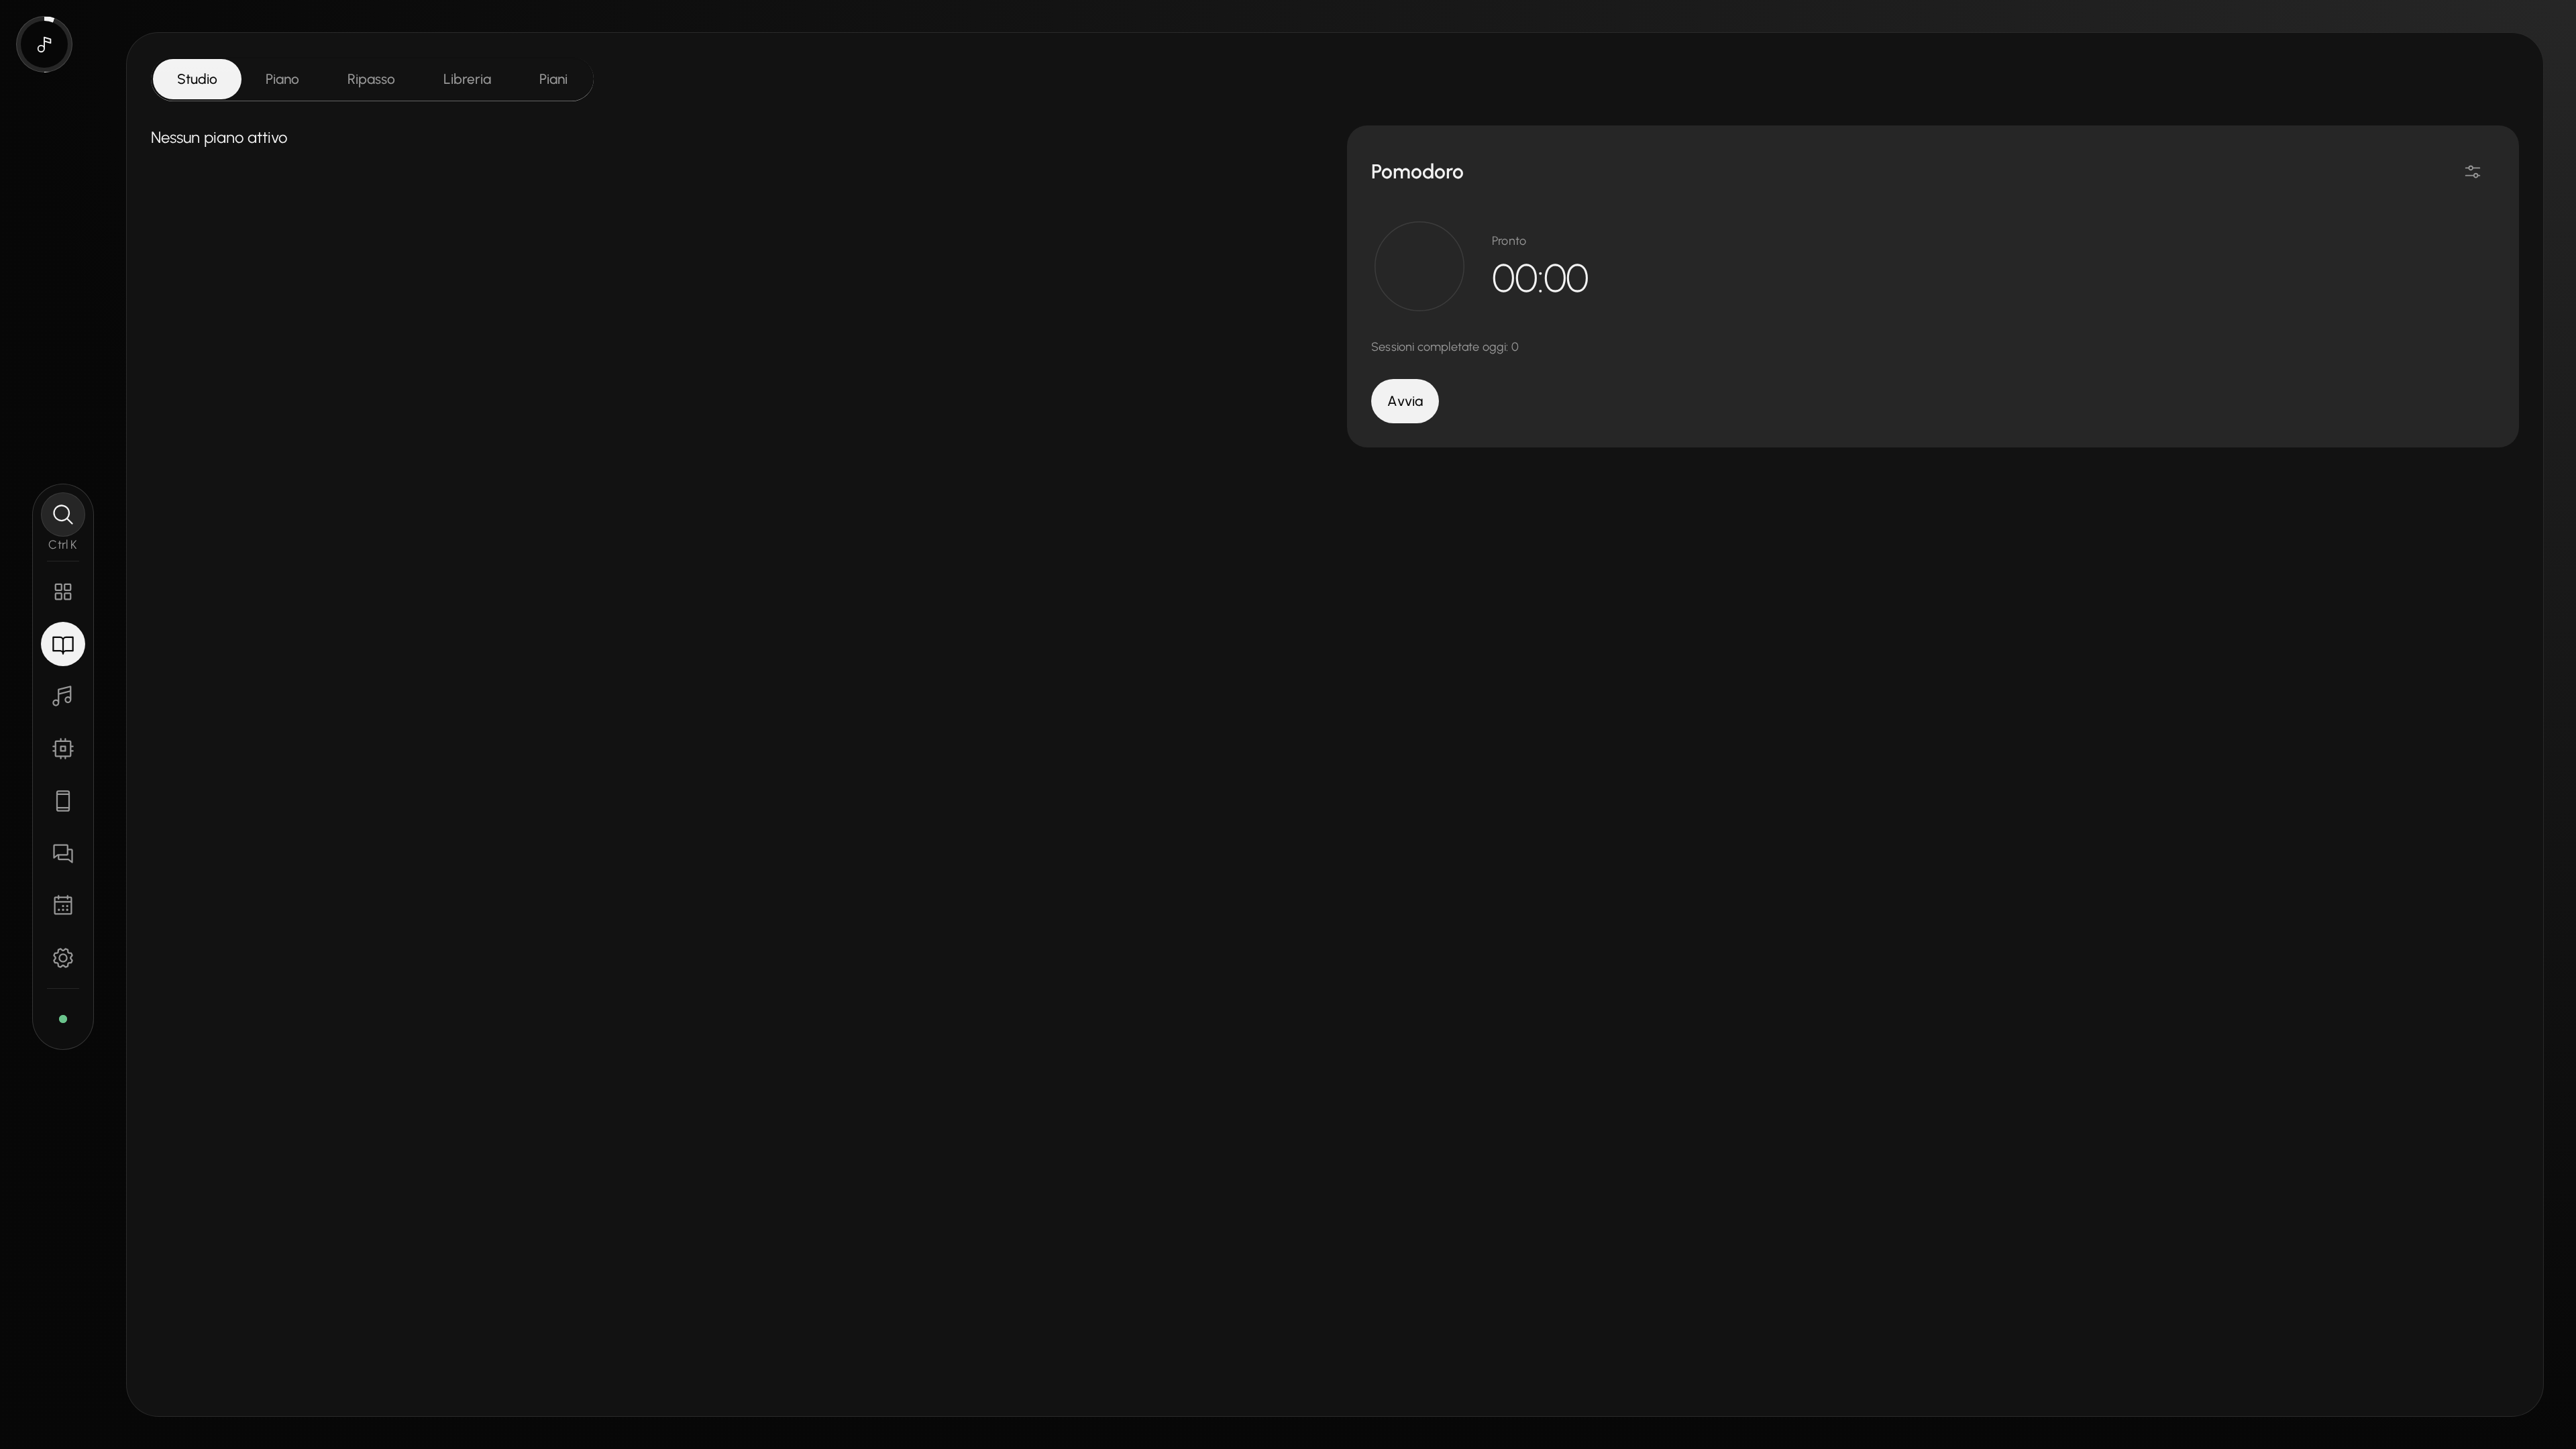 Studio
Piano
Ripasso
Libreria
Piani
Nessun piano attivo
Pomodoro
Pronto
00:00
Sessioni completate oggi: 0
Avvia
Ctrl K